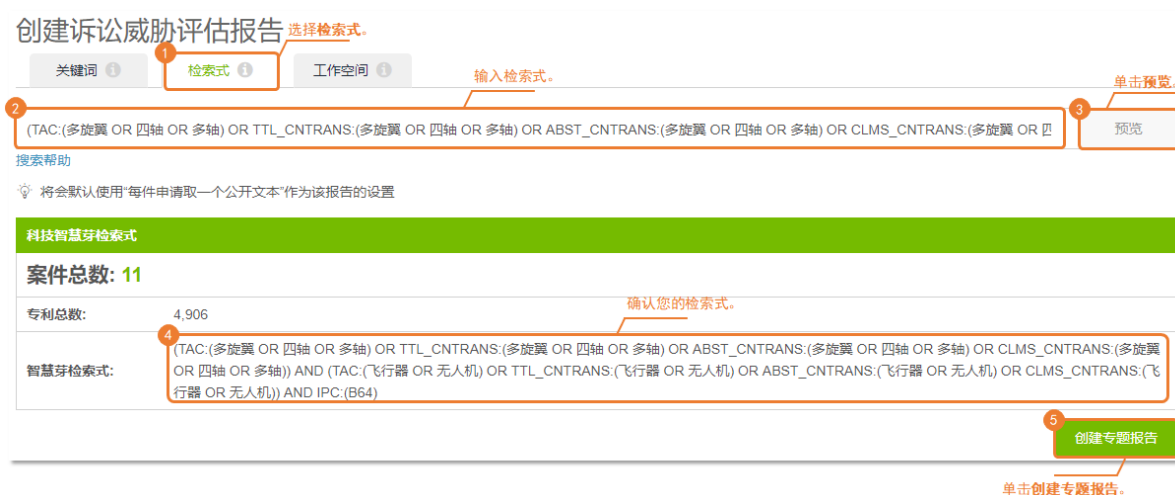 创建诉讼威胁评估报告
选择检索式。
1
关键词
检索式
工作空间
输入检索式。
单击预览。
2
3
(TAC:(多旋翼 OR 四轴 OR 多轴) OR TTL_CNTRANS:(多旋翼 OR 四轴 OR 多轴) OR ABST_CNTRANS:(多旋翼 OR 四轴 OR 多轴) OR CLMS_CNTRANS:(多旋翼 OR 四
预览
搜索帮助
将会默认使用“每件申请取一个公开文本”作为该报告的设置
科技智慧芽检索式
案件总数: 11
确认您的检索式。
专利总数: 4,906
4
智慧芽检索式:
(TAC:(多旋翼 OR 四轴 OR 多轴) OR TTL_CNTRANS:(多旋翼 OR 四轴 OR 多轴) OR ABST_CNTRANS:(多旋翼 OR 四轴 OR 多轴) OR CLMS_CNTRANS:(多旋翼
OR 四轴 OR 多轴)) AND (TAC:(飞行器 OR 无人机) OR TTL_CNTRANS:(飞行器 OR 无人机) OR ABST_CNTRANS:(飞行器 OR 无人机) OR CLMS_CNTRANS:(飞
行器 OR 无人机)) AND IPC:(B64)
5
创建专题报告
单击创建专题报告。